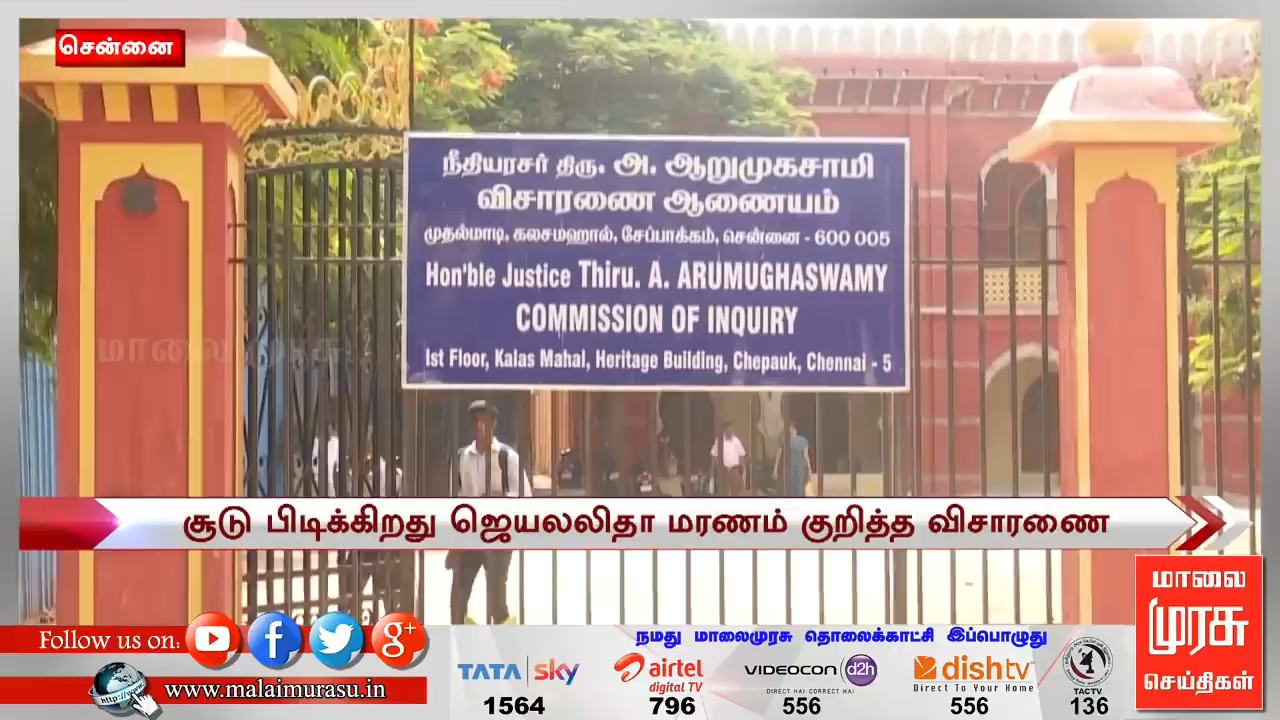 சென்னை
நீதியரசர் திரு. அ. ஆறுமுகசாமி
விசாரணை ஆணையம்
முதல்மாடி, கலசமஹால், சேப்பாக்கம், சென்னை - 600 005
Hon'ble Justice Thiru. A. ARUMUGHASWAMY
COMMISSION OF INQUIRY
Ist Floor, Kalas Mahal, Heritage Building, Chepauk, Chennai - 5
மாலை முரசு
சூடு பிடிக்கிறது ஜெயலலிதா மரணம் குறித்த விசாரணை
மாலை
முரசு
செய்திகள்
Follow us on:
http://
www.malaimurasu.in
நமது மாலைமுரசு தொலைக்காட்சி இப்பொழுது
TATA sky
1564
airtel
digital TV
796
VIDEOCON d2h
DIRECT HAI CORRECT HAI
556
dishtv
Direct To Your Home
556
TACTV
136